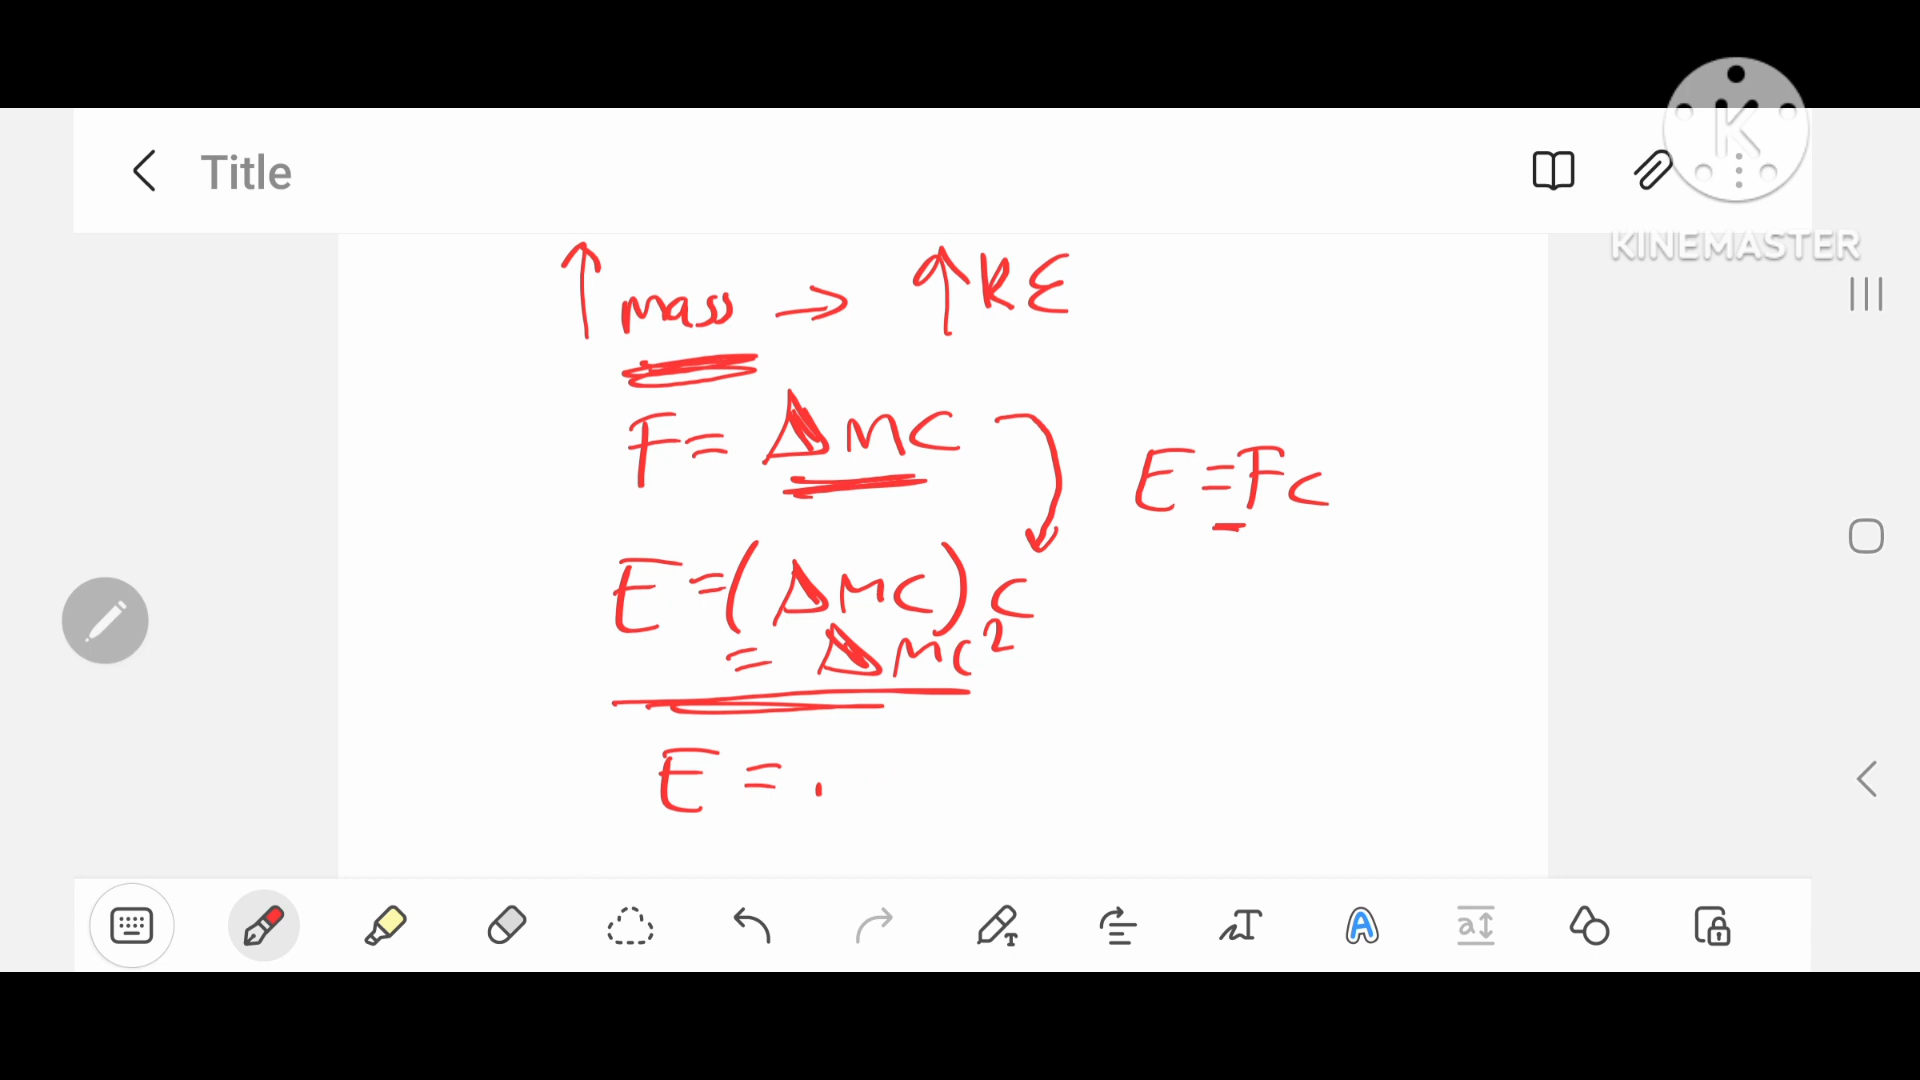 Title
K
KINEMASTER
↑ mass → ↑ KE
F = Δmc
E = Fc
E = (Δmc)c
= Δmc²
E = .
T
T
A
a